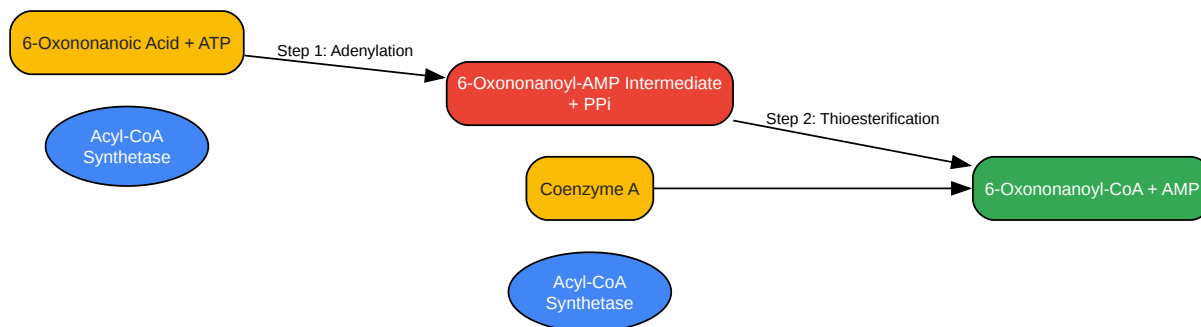 6-Oxononanoic Acid + ATP
Step 1: Adenylation
6-Oxononanoyl-AMP Intermediate
+ PPi
Acyl-CoA
Synthetase
Step 2: Thioesterification
Coenzyme A
6-Oxononanoyl-CoA + AMP
Acyl-CoA
Synthetase